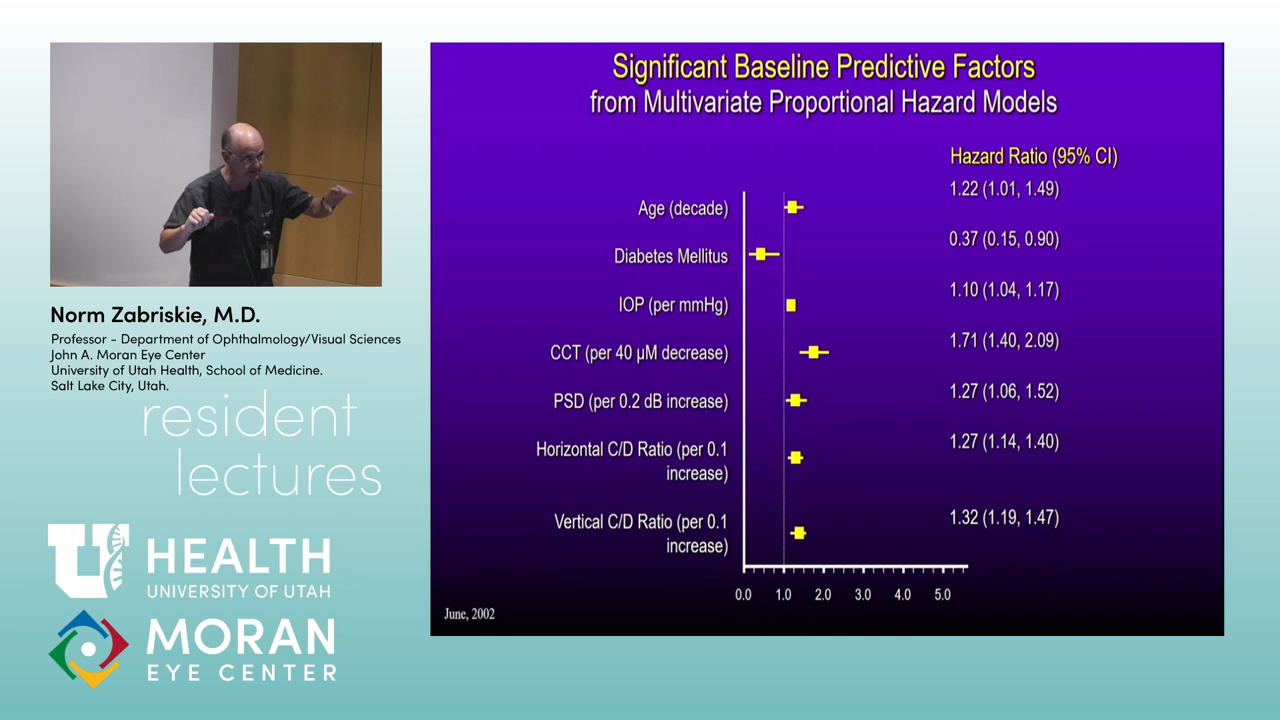 Significant Baseline Predictive Factors
from Multivariate Proportional Hazard Models
Hazard Ratio (95% CI)
Age (decade)
1.22 (1.01, 1.49)
Diabetes Mellitus
0.37 (0.15, 0.90)
IOP (per mmHg)
1.10 (1.04, 1.17)
CCT (per 40 µM decrease)
1.71 (1.40, 2.09)
PSD (per 0.2 dB increase)
1.27 (1.06, 1.52)
Horizontal C/D Ratio (per 0.1
increase)
1.27 (1.14, 1.40)
Vertical C/D Ratio (per 0.1
increase)
1.32 (1.19, 1.47)
0.0 1.0 2.0 3.0 4.0 5.0
June, 2002
Norm Zabriskie, M.D.
Professor - Department of Ophthalmology/Visual Sciences
John A. Moran Eye Center
University of Utah Health, School of Medicine.
Salt Lake City, Utah.
resident
lectures
U HEALTH
UNIVERSITY OF UTAH
MORAN
EYE CENTER